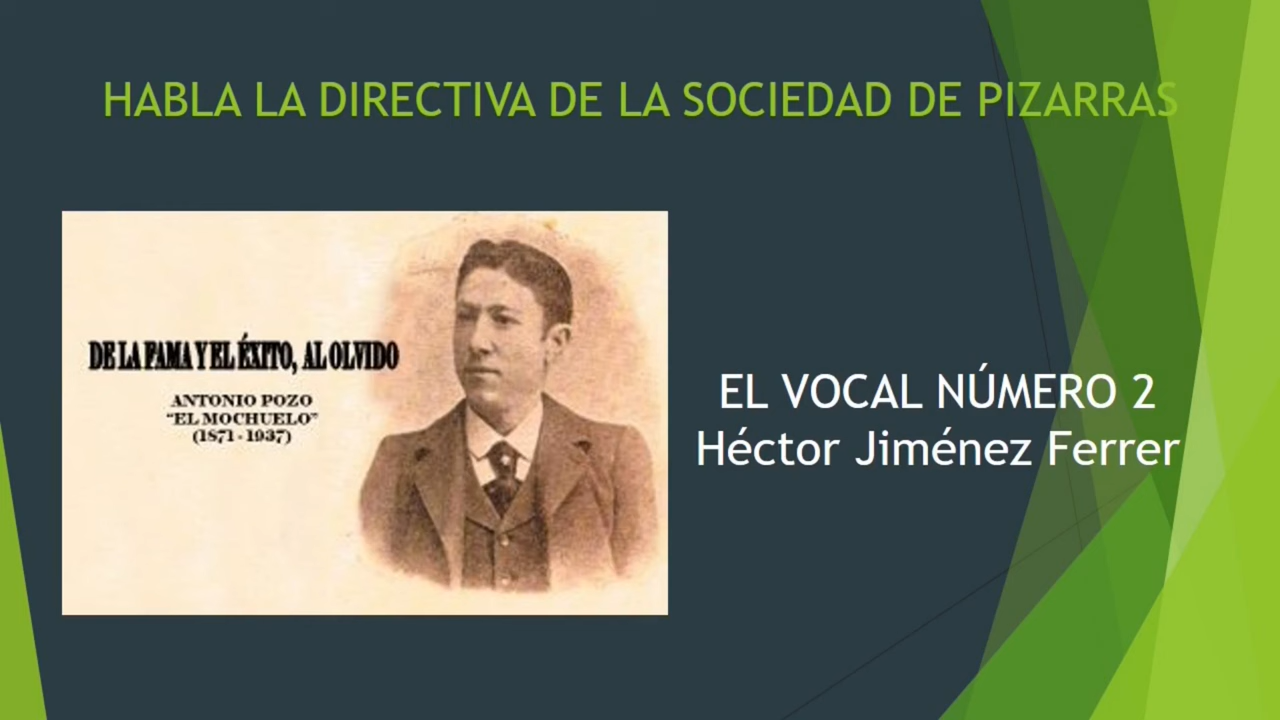 HABLA LA DIRECTIVA DE LA SOCIEDAD DE PIZARRAS
DE LA FAMA Y EL ÉXITO, AL OLVIDO
ANTONIO POZO
“EL MOCHUELO”
(1871 - 1937)
EL VOCAL NÚMERO 2
Héctor Jiménez Ferrer